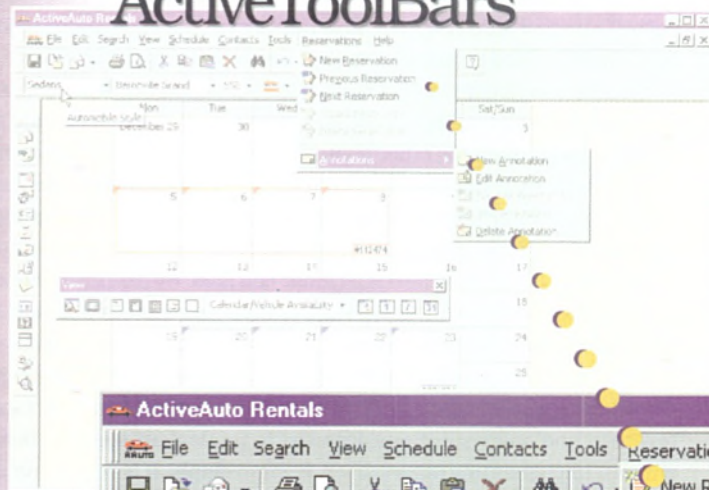 ActiveToolBars
ActiveAuto Rentals
File Edit Search View Schedule Contacts Tools Reservations Help
New Reservation
Previous Reservation
Next Reservation
Sedans
Automobile Style
Mon Tue Wed Sat/Sun
December 29 30 3
Annotations
New Annotation
Edit Annotation
Delete Annotation
5 6 7 8
#112474
12 13 14 15 16 17
View
Calendar/Vehicle Availability
18
19 20 21 22 23 24
25
ActiveAuto Rentals
File Edit Search View Schedule Contacts Tools Reservati
New R